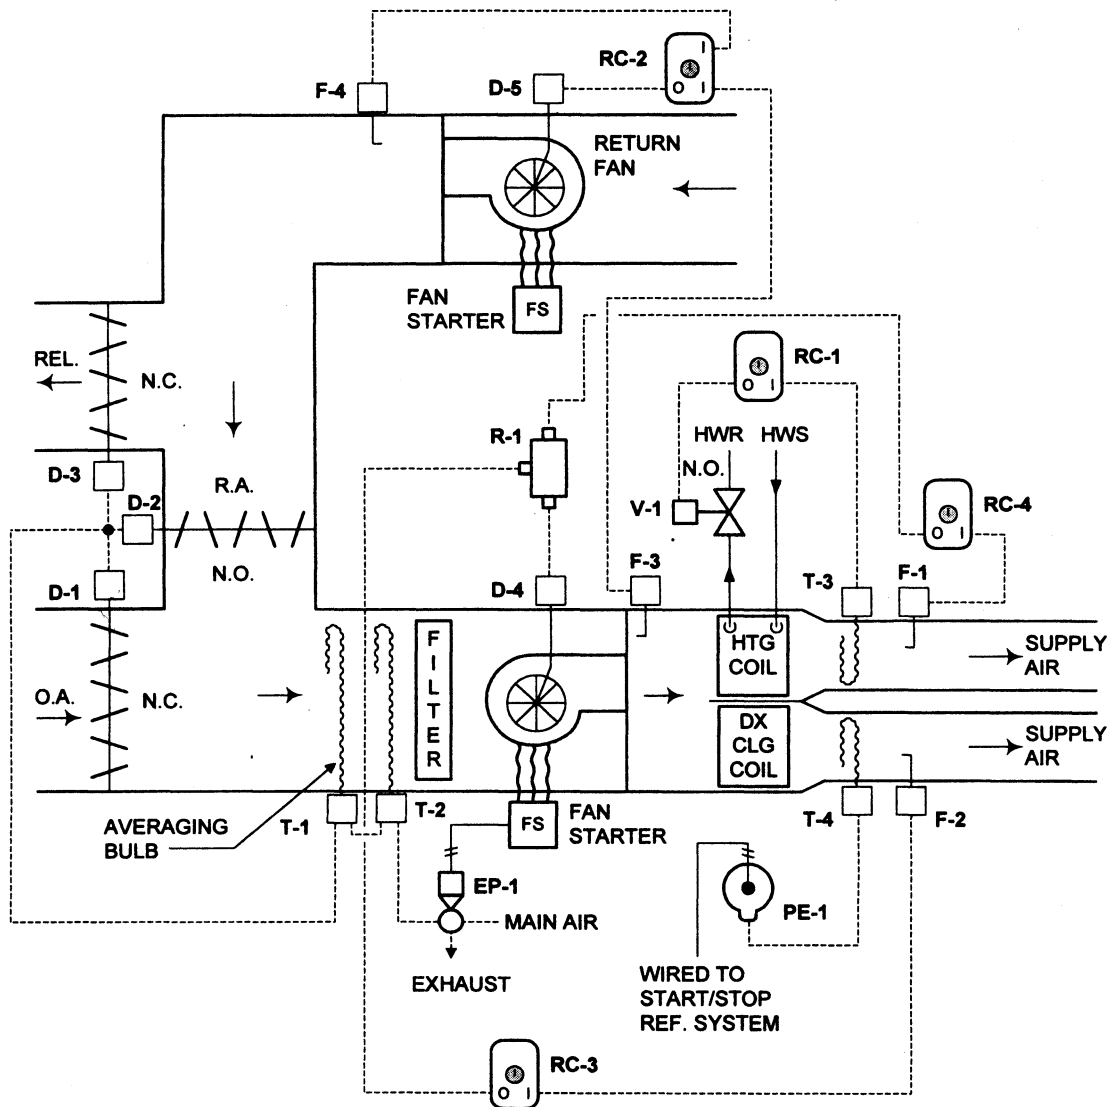 RC-2
I
O I
F-4
D-5
RETURN
FAN
FAN
STARTER
FS
REL.
N.C.
RC-1
O I
R-1
HWR HWS
N.O.
V-1
D-3
D-2
R.A.
N.O.
D-1
RC-4
O I
D-4
F-3
T-3
F-1
FILTER
HTG
COIL
SUPPLY
AIR
O.A.
N.C.
DX
CLG
COIL
SUPPLY
AIR
AVERAGING
BULB
T-1
T-2
FS
FAN
STARTER
T-4
F-2
EP-1
MAIN AIR
EXHAUST
PE-1
WIRED TO
START/STOP
REF. SYSTEM
RC-3
O I